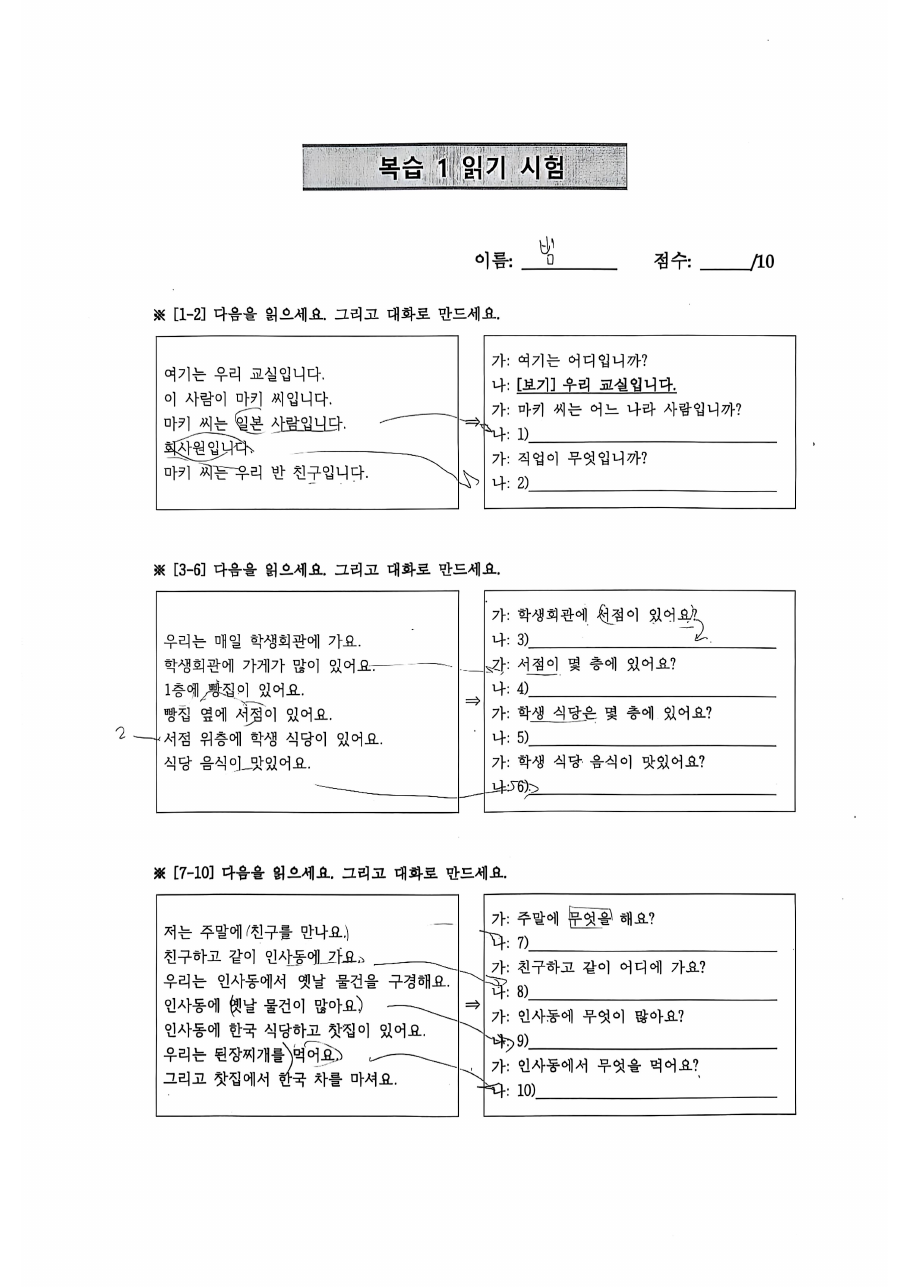 복습 1 읽기 시험
이름: 범 점수: _____/10
※ [1-2] 다음을 읽으세요. 그리고 대화로 만드세요.
여기는 우리 교실입니다.
이 사람이 마키 씨입니다.
마키 씨는 일본 사람입니다.
회사원입니다.
마키 씨는 우리 반 친구입니다.
⇒
가: 여기는 어디입니까?
나: [보기] 우리 교실입니다.
가: 마키 씨는 어느 나라 사람입니까?
나: 1)
가: 직업이 무엇입니까?
나: 2)
※ [3-6] 다음을 읽으세요. 그리고 대화로 만드세요.
우리는 매일 학생회관에 가요.
학생회관에 가게가 많이 있어요.
1층에 빵집이 있어요.
빵집 옆에 서점이 있어요.
2 서점 위층에 학생 식당이 있어요.
식당 음식이 맛있어요.
⇒
가: 학생회관에 서점이 있어요?
나: 3)
가: 서점이 몇 층에 있어요?
나: 4)
가: 학생 식당은 몇 층에 있어요?
나: 5)
가: 학생 식당 음식이 맛있어요?
나: 6)
※ [7-10] 다음을 읽으세요. 그리고 대화로 만드세요.
저는 주말에 친구를 만나요.
친구하고 같이 인사동에 가요.
우리는 인사동에서 옛날 물건을 구경해요.
인사동에 옛날 물건이 많아요.
인사동에 한국 식당하고 찻집이 있어요.
우리는 된장찌개를 먹어요.
그리고 찻집에서 한국 차를 마셔요.
⇒
가: 주말에 무엇을 해요?
나: 7)
가: 친구하고 같이 어디에 가요?
나: 8)
가: 인사동에 무엇이 많아요?
나: 9)
가: 인사동에서 무엇을 먹어요?
나: 10)